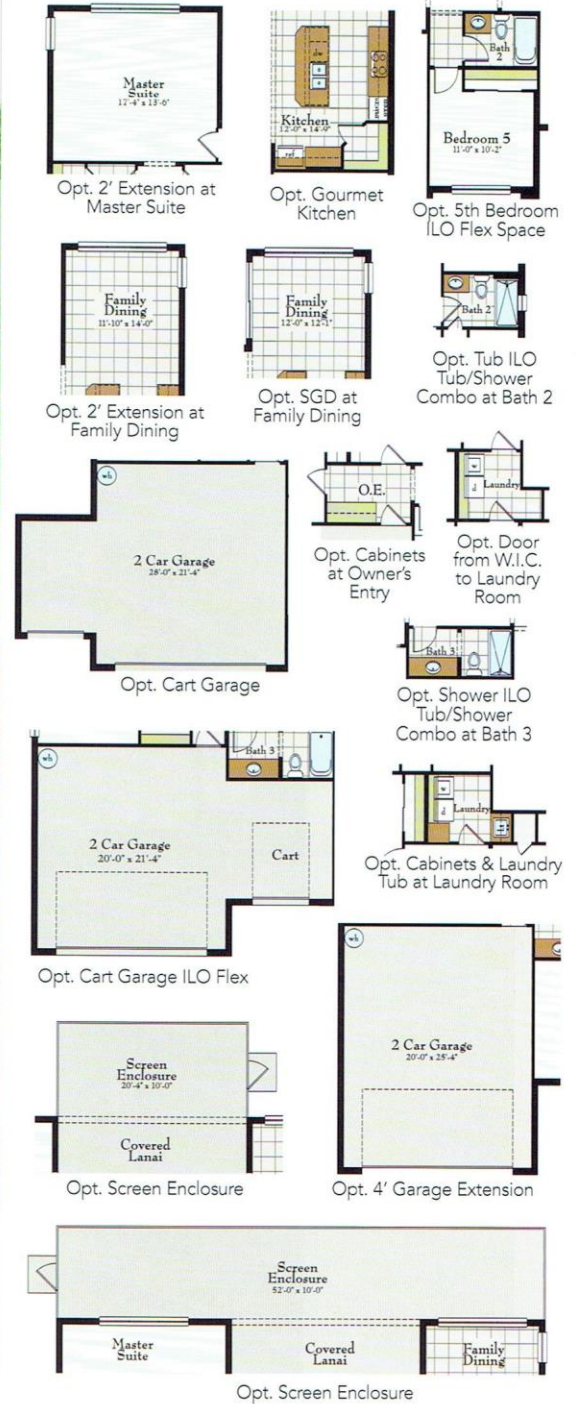 Master
Suite
17'-4" x 13'-6"
Opt. 2' Extension at
Master Suite
dw
Kitchen
12'-0" x 14'-9"
ref.
Opt. Gourmet
Kitchen
Bath
2
Bedroom 5
11'-0" x 10'-2"
Opt. 5th Bedroom
ILO Flex Space
Family
Dining
11'-10" x 14'-0"
Opt. 2' Extension at
Family Dining
Family
Dining
12'-0" x 12'-1"
Opt. SGD at
Family Dining
Bath 2
Opt. Tub ILO
Tub/Shower
Combo at Bath 2
wh
2 Car Garage
28'-0" x 21'-4"
Opt. Cart Garage
O.E.
Opt. Cabinets
at Owner's
Entry
Laundry
Opt. Door
from W.I.C.
to Laundry
Room
Bath 3
Opt. Shower ILO
Tub/Shower
Combo at Bath 3
wh
Bath 3
2 Car Garage
20'-0" x 21'-4"
Cart
Opt. Cart Garage ILO Flex
Laundry
Opt. Cabinets & Laundry
Tub at Laundry Room
wh
2 Car Garage
20'-0" x 25'-4"
Opt. 4' Garage Extension
Screen
Enclosure
20'-4" x 10'-0"
Covered
Lanai
Opt. Screen Enclosure
Screen
Enclosure
52'-0" x 10'-0"
Master
Suite
Covered
Lanai
Family
Dining
Opt. Screen Enclosure